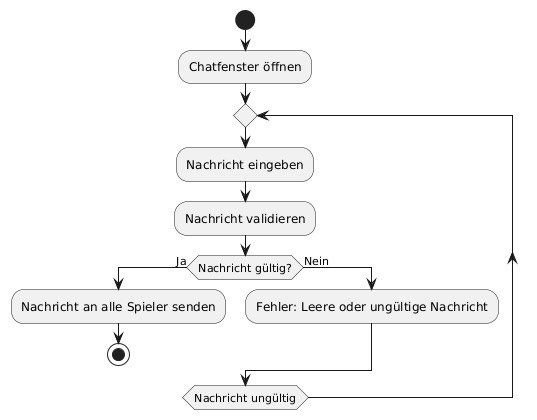 Chatfenster öffnen
Nachricht eingeben
Nachricht validieren
Nachricht gültig?
Ja
Nein
Nachricht an alle Spieler senden
Fehler: Leere oder ungültige Nachricht
Nachricht ungültig